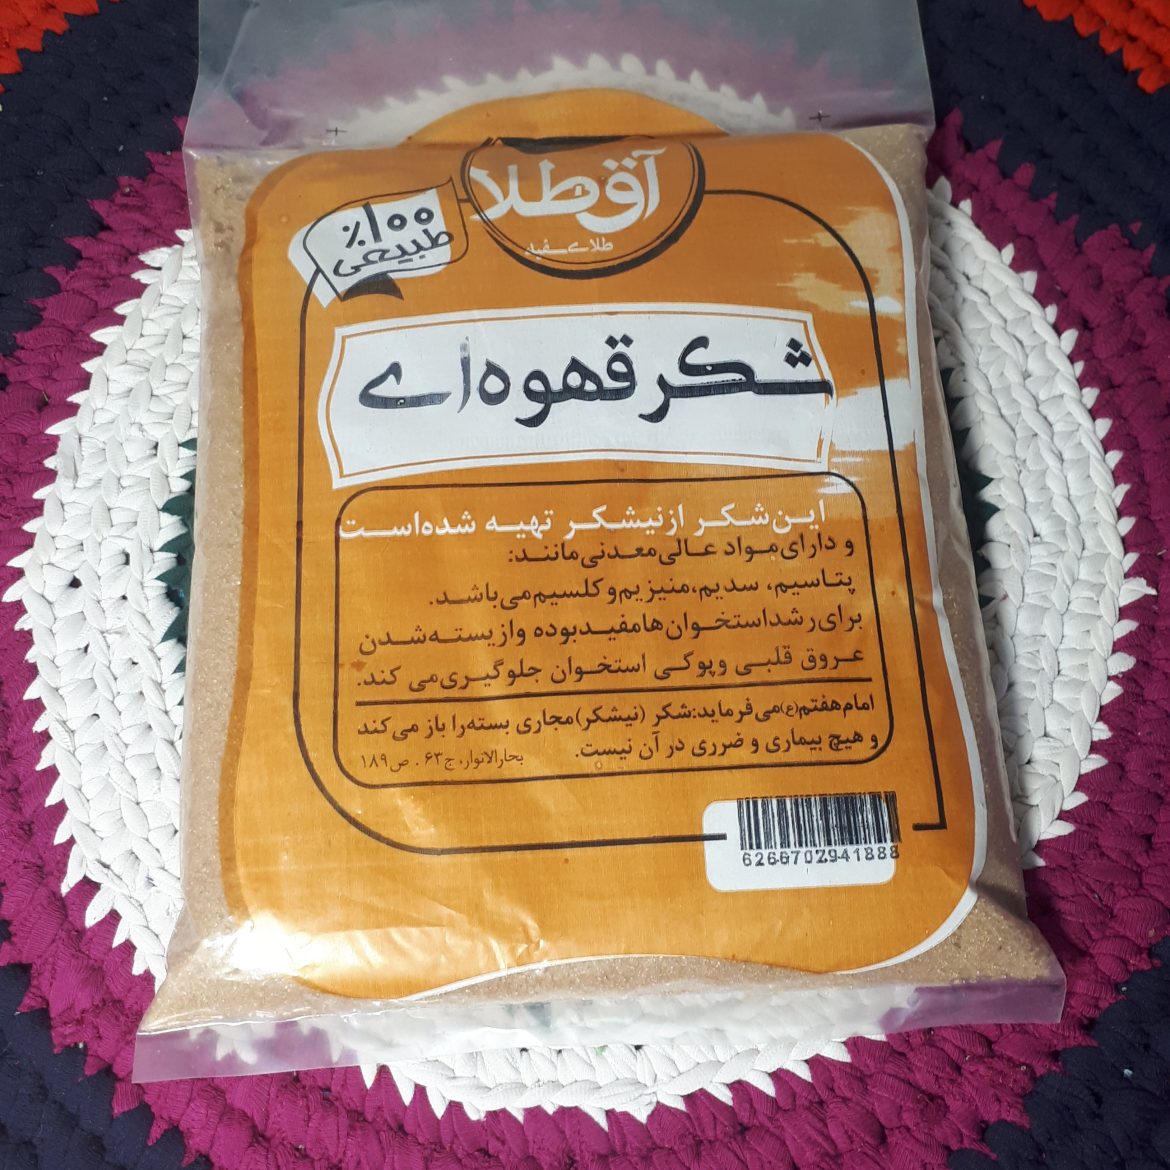 آق طلا
طلای سفید
٪۱۰۰
طبیعی
شکر قهوه‌ای
این شکر از نیشکر تهیه شده است
و دارای مواد عالی معدنی مانند:
پتاسیم، سدیم، منیزیم و کلسیم می باشد.
برای رشد استخوان ها مفید بوده و از بسته شدن
عروق قلبی و پوکی استخوان جلوگیری می کند.
امام هفتم (ع) می فرماید: شکر (نیشکر) مجاری بسته را باز می کند
و هیچ بیماری و ضرری در آن نیست.
بحارالانوار، ج ۶۳ . ص ۱۸۹
6266702941888